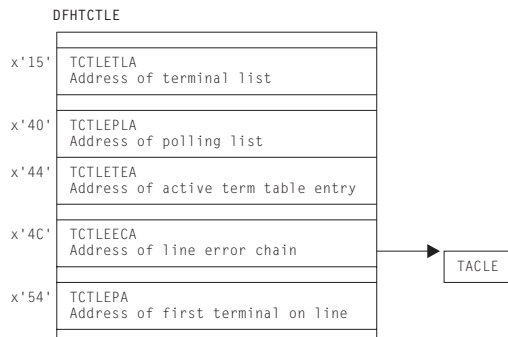 DFHTCTLE
x'15' TCTLETLA
Address of terminal list
x'40' TCTLEPLA
Address of polling list
x'44' TCTLETEA
Address of active term table entry
x'4C' TCTLEECA
Address of line error chain
TACLE
x'54' TCTLEPA
Address of first terminal on line